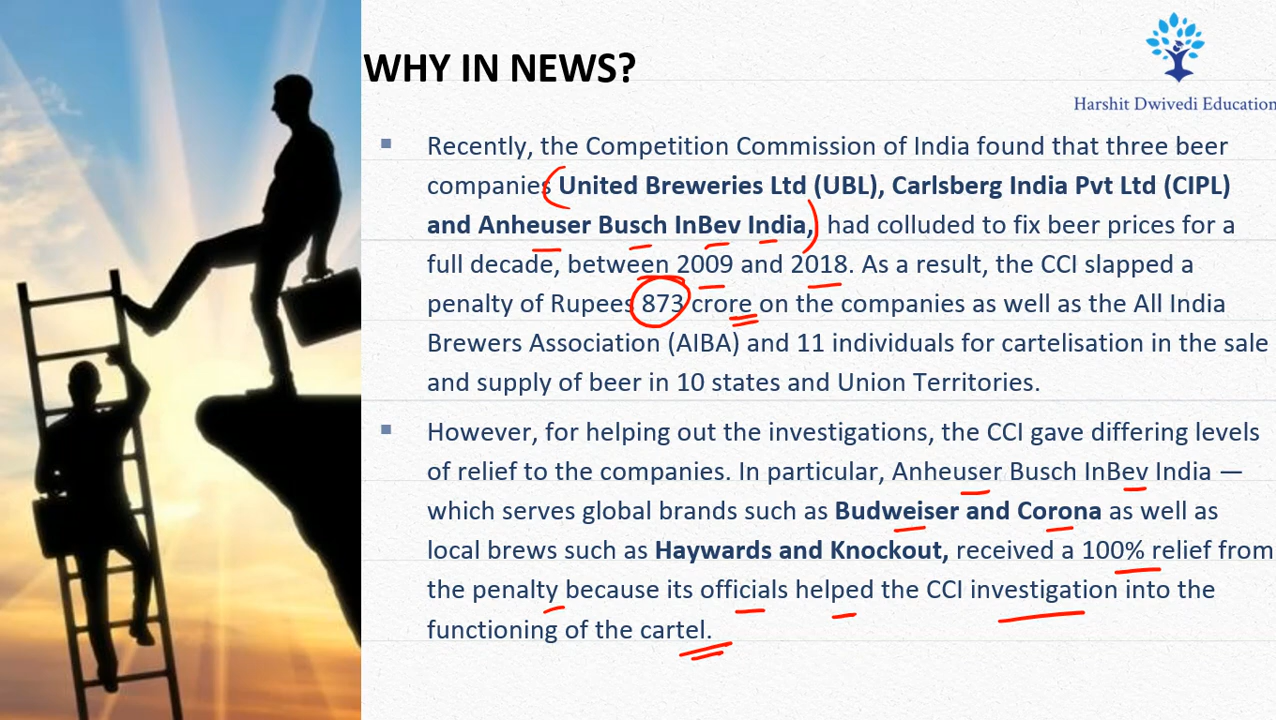 WHY IN NEWS?
Harshit Dwivedi Education
Recently, the Competition Commission of India found that three beer
companies United Breweries Ltd (UBL), Carlsberg India Pvt Ltd (CIPL)
and Anheuser Busch InBev India, had colluded to fix beer prices for a
full decade, between 2009 and 2018. As a result, the CCI slapped a
penalty of Rupees 873 crore on the companies as well as the All India
Brewers Association (AIBA) and 11 individuals for cartelisation in the sale
and supply of beer in 10 states and Union Territories.
However, for helping out the investigations, the CCI gave differing levels
of relief to the companies. In particular, Anheuser Busch InBev India —
which serves global brands such as Budweiser and Corona as well as
local brews such as Haywards and Knockout, received a 100% relief from
the penalty because its officials helped the CCI investigation into the
functioning of the cartel.